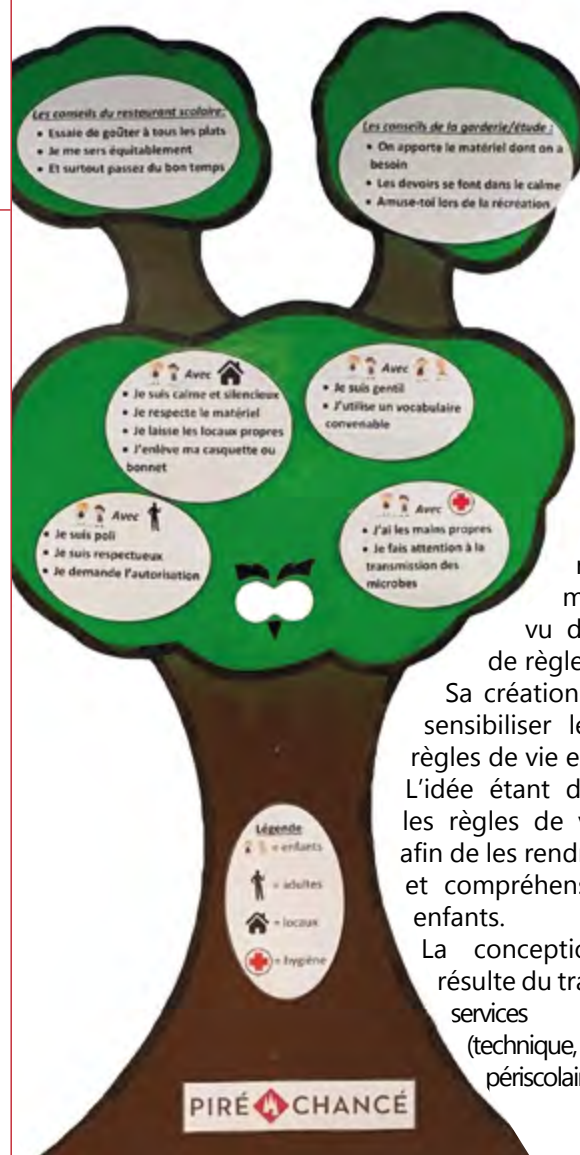 Les conseils du restaurant scolaire:
• Essaie de goûter à tous les plats
• Je me sers équitablement
• Et surtout passez du bon temps
Les conseils de la garderie/étude :
• On apporte le matériel dont on a
besoin
• Les devoirs se font dans le calme
• Amuse-toi lors de la récréation
Avec
• Je suis calme et silencieux
• Je respecte le matériel
• Je laisse les locaux propres
• J'enlève ma casquette ou
bonnet
Avec
• Je suis gentil
• J'utilise un vocabulaire
convenable
Avec
• Je suis poli
• Je suis respectueux
• Je demande l'autorisation
Avec
• J'ai les mains propres
• Je fais attention à la
transmission des
microbes
Légende
= enfants
= adultes
= locaux
= hygiène
PIRÉ CHANCÉ
vu d
de règle
Sa création
sensibiliser le
règles de vie e
L'idée étant d
les règles de v
afin de les rendr
et compréhens
enfants.
La conceptio
résulte du tra
services
(technique,
périscolair